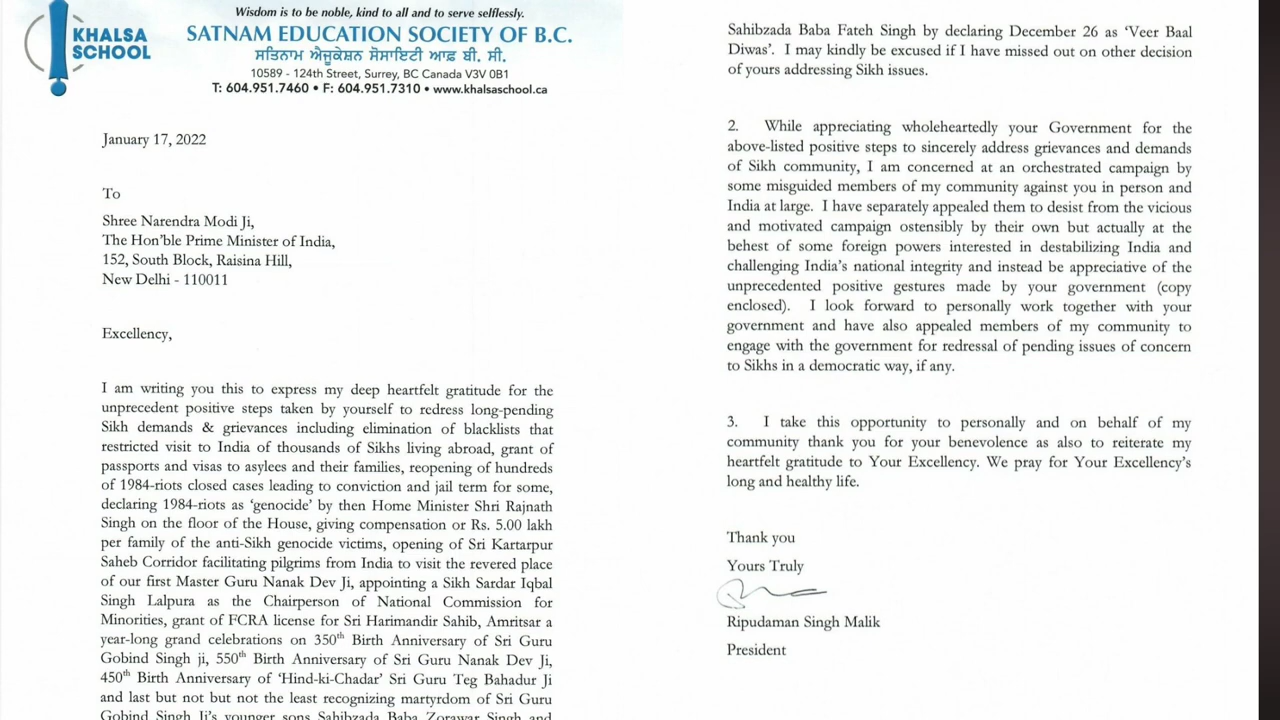 Wisdom is to be noble, kind to all and to serve selflessly.
KHALSA
SCHOOL
SATNAM EDUCATION SOCIETY OF B.C.
ਸਤਿਨਾਮ ਐਜੂਕੇਸ਼ਨ ਸੋਸਾਇਟੀ ਆਫ਼ ਬੀ. ਸੀ.
10589 - 124th Street, Surrey, BC Canada V3V 0B1
T: 604.951.7460 • F: 604.951.7310 • www.khalsaschool.ca
January 17, 2022
To
Shree Narendra Modi Ji,
The Hon'ble Prime Minister of India,
152, South Block, Raisina Hill,
New Delhi - 110011
Excellency,
I am writing you this to express my deep heartfelt gratitude for the
unprecedent positive steps taken by yourself to redress long-pending
Sikh demands & grievances including elimination of blacklists that
restricted visit to India of thousands of Sikhs living abroad, grant of
passports and visas to asylees and their families, reopening of hundreds
of 1984-riots closed cases leading to conviction and jail term for some,
declaring 1984-riots as 'genocide' by then Home Minister Shri Rajnath
Singh on the floor of the House, giving compensation or Rs. 5.00 lakh
per family of the anti-Sikh genocide victims, opening of Sri Kartarpur
Saheb Corridor facilitating pilgrims from India to visit the revered place
of our first Master Guru Nanak Dev Ji, appointing a Sikh Sardar Iqbal
Singh Lalpura as the Chairperson of National Commission for
Minorities, grant of FCRA license for Sri Harimandir Sahib, Amritsar a
year-long grand celebrations on 350th Birth Anniversary of Sri Guru
Gobind Singh ji, 550th Birth Anniversary of Sri Guru Nanak Dev Ji,
450th Birth Anniversary of 'Hind-ki-Chadar' Sri Guru Teg Bahadur Ji
and last but not but not the least recognizing martyrdom of Sri Guru
Gobind Singh Ji's younger sons Sahibzada Baba Zorawar Singh and
Sahibzada Baba Fateh Singh by declaring December 26 as 'Veer Baal
Diwas'. I may kindly be excused if I have missed out on other decision
of yours addressing Sikh issues.
2. While appreciating wholeheartedly your Government for the
above-listed positive steps to sincerely address grievances and demands
of Sikh community, I am concerned at an orchestrated campaign by
some misguided members of my community against you in person and
India at large. I have separately appealed them to desist from the vicious
and motivated campaign ostensibly by their own but actually at the
behest of some foreign powers interested in destabilizing India and
challenging India's national integrity and instead be appreciative of the
unprecedented positive gestures made by your government (copy
enclosed). I look forward to personally work together with your
government and have also appealed members of my community to
engage with the government for redressal of pending issues of concern
to Sikhs in a democratic way, if any.
3. I take this opportunity to personally and on behalf of my
community thank you for your benevolence as also to reiterate my
heartfelt gratitude to Your Excellency. We pray for Your Excellency's
long and healthy life.
Thank you
Yours Truly
Ripudaman Singh Malik
President